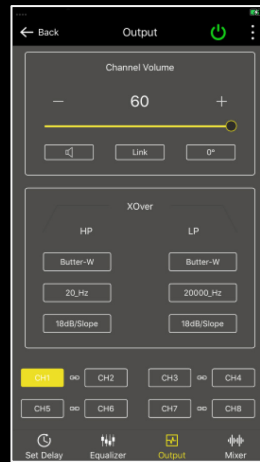 Back Output
Channel Volume
— 60 +
Link 0°
XOver
HP LP
Butter-W Butter-W
20_Hz 20000_Hz
18dB/Slope 18dB/Slope
CH1 CH2 CH3 CH4
CH5 CH6 CH7 CH8
Set Delay Equalizer Output Mixer